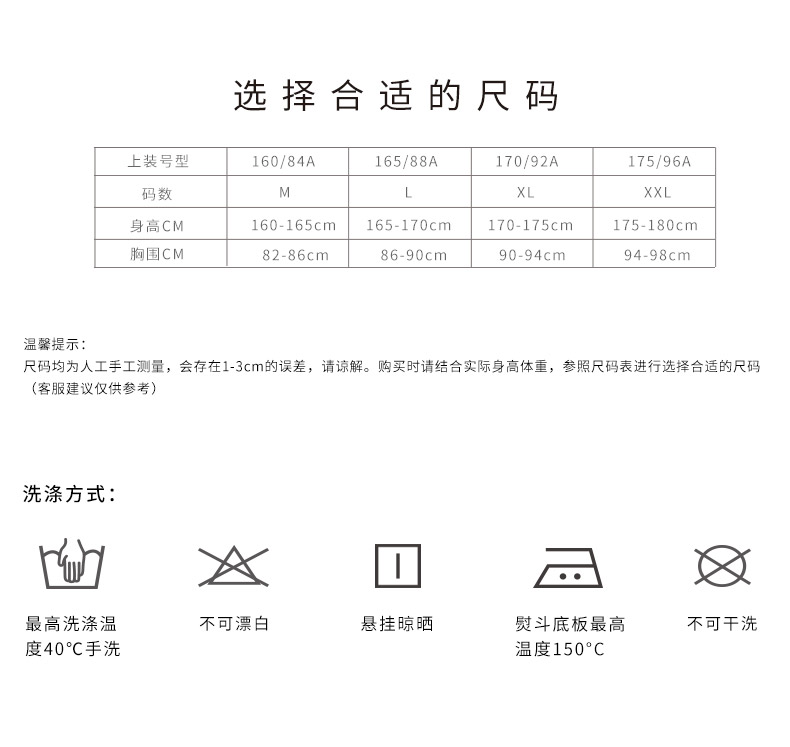 选择合适的尺码
上装号型 160/84A 165/88A 170/92A 175/96A
码数 M L XL XXL
身高CM 160-165cm 165-170cm 170-175cm 175-180cm
胸围CM 82-86cm 86-90cm 90-94cm 94-98cm
温馨提示：
尺码均为人工手工测量，会存在1-3cm的误差，请谅解。购买时请结合实际身高体重，参照尺码表进行选择合适的尺码
（客服建议仅供参考）
洗涤方式：
最高洗涤温
度40℃手洗
不可漂白
悬挂晾晒
熨斗底板最高
温度150°C
不可干洗